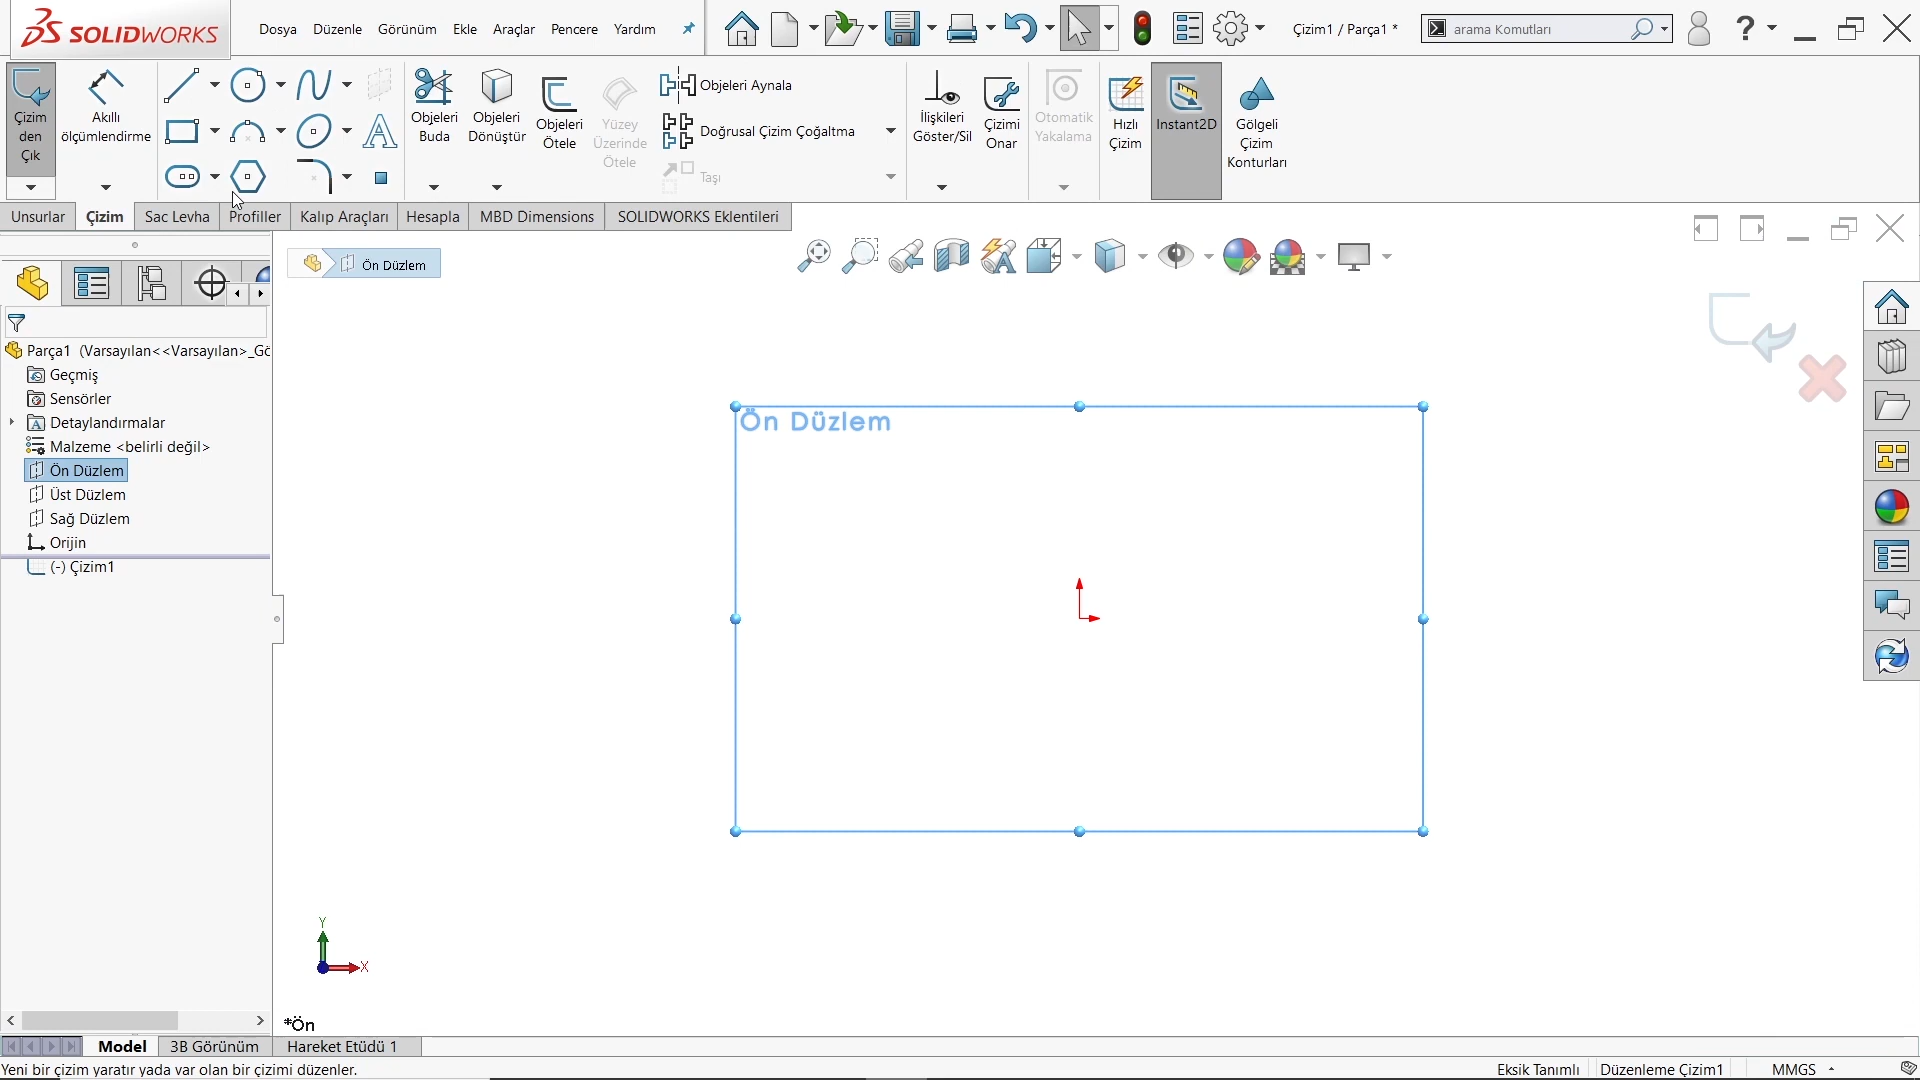 SOLIDWORKS
Dosya Düzenle Görünüm Ekle Araçlar Pencere Yardım
Çizim1 / Parça1 *
arama Komutları
?
Çizim den Çık
Akıllı ölçümlendirme
Objeleri Buda
Objeleri Dönüştür
Objeleri Ötele
Yüzey Üzerinde Ötele
Objeleri Aynala
Doğrusal Çizim Çoğaltma
Taşı
İlişkileri Göster/Sil
Çizimi Onar
Otomatik Yakalama
Hızlı Çizim
Instant2D
Gölgeli Çizim Konturları
Unsurlar Çizim Sac Levha Profiller Kalıp Araçları Hesapla MBD Dimensions SOLIDWORKS Eklentileri
Ön Düzlem
Parça1 (Varsayılan<<Varsayılan>_Gö
Geçmiş
Sensörler
Detaylandırmalar
Malzeme <belirli değil>
Ön Düzlem
Üst Düzlem
Sağ Düzlem
Orijin
(-) Çizim1
Ön Düzlem
Y
X
*Ön
Model 3B Görünüm Hareket Etüdü 1
Yeni bir çizim yaratır yada var olan bir çizimi düzenler.
Eksik Tanımlı Düzenleme Çizim1 MMGS